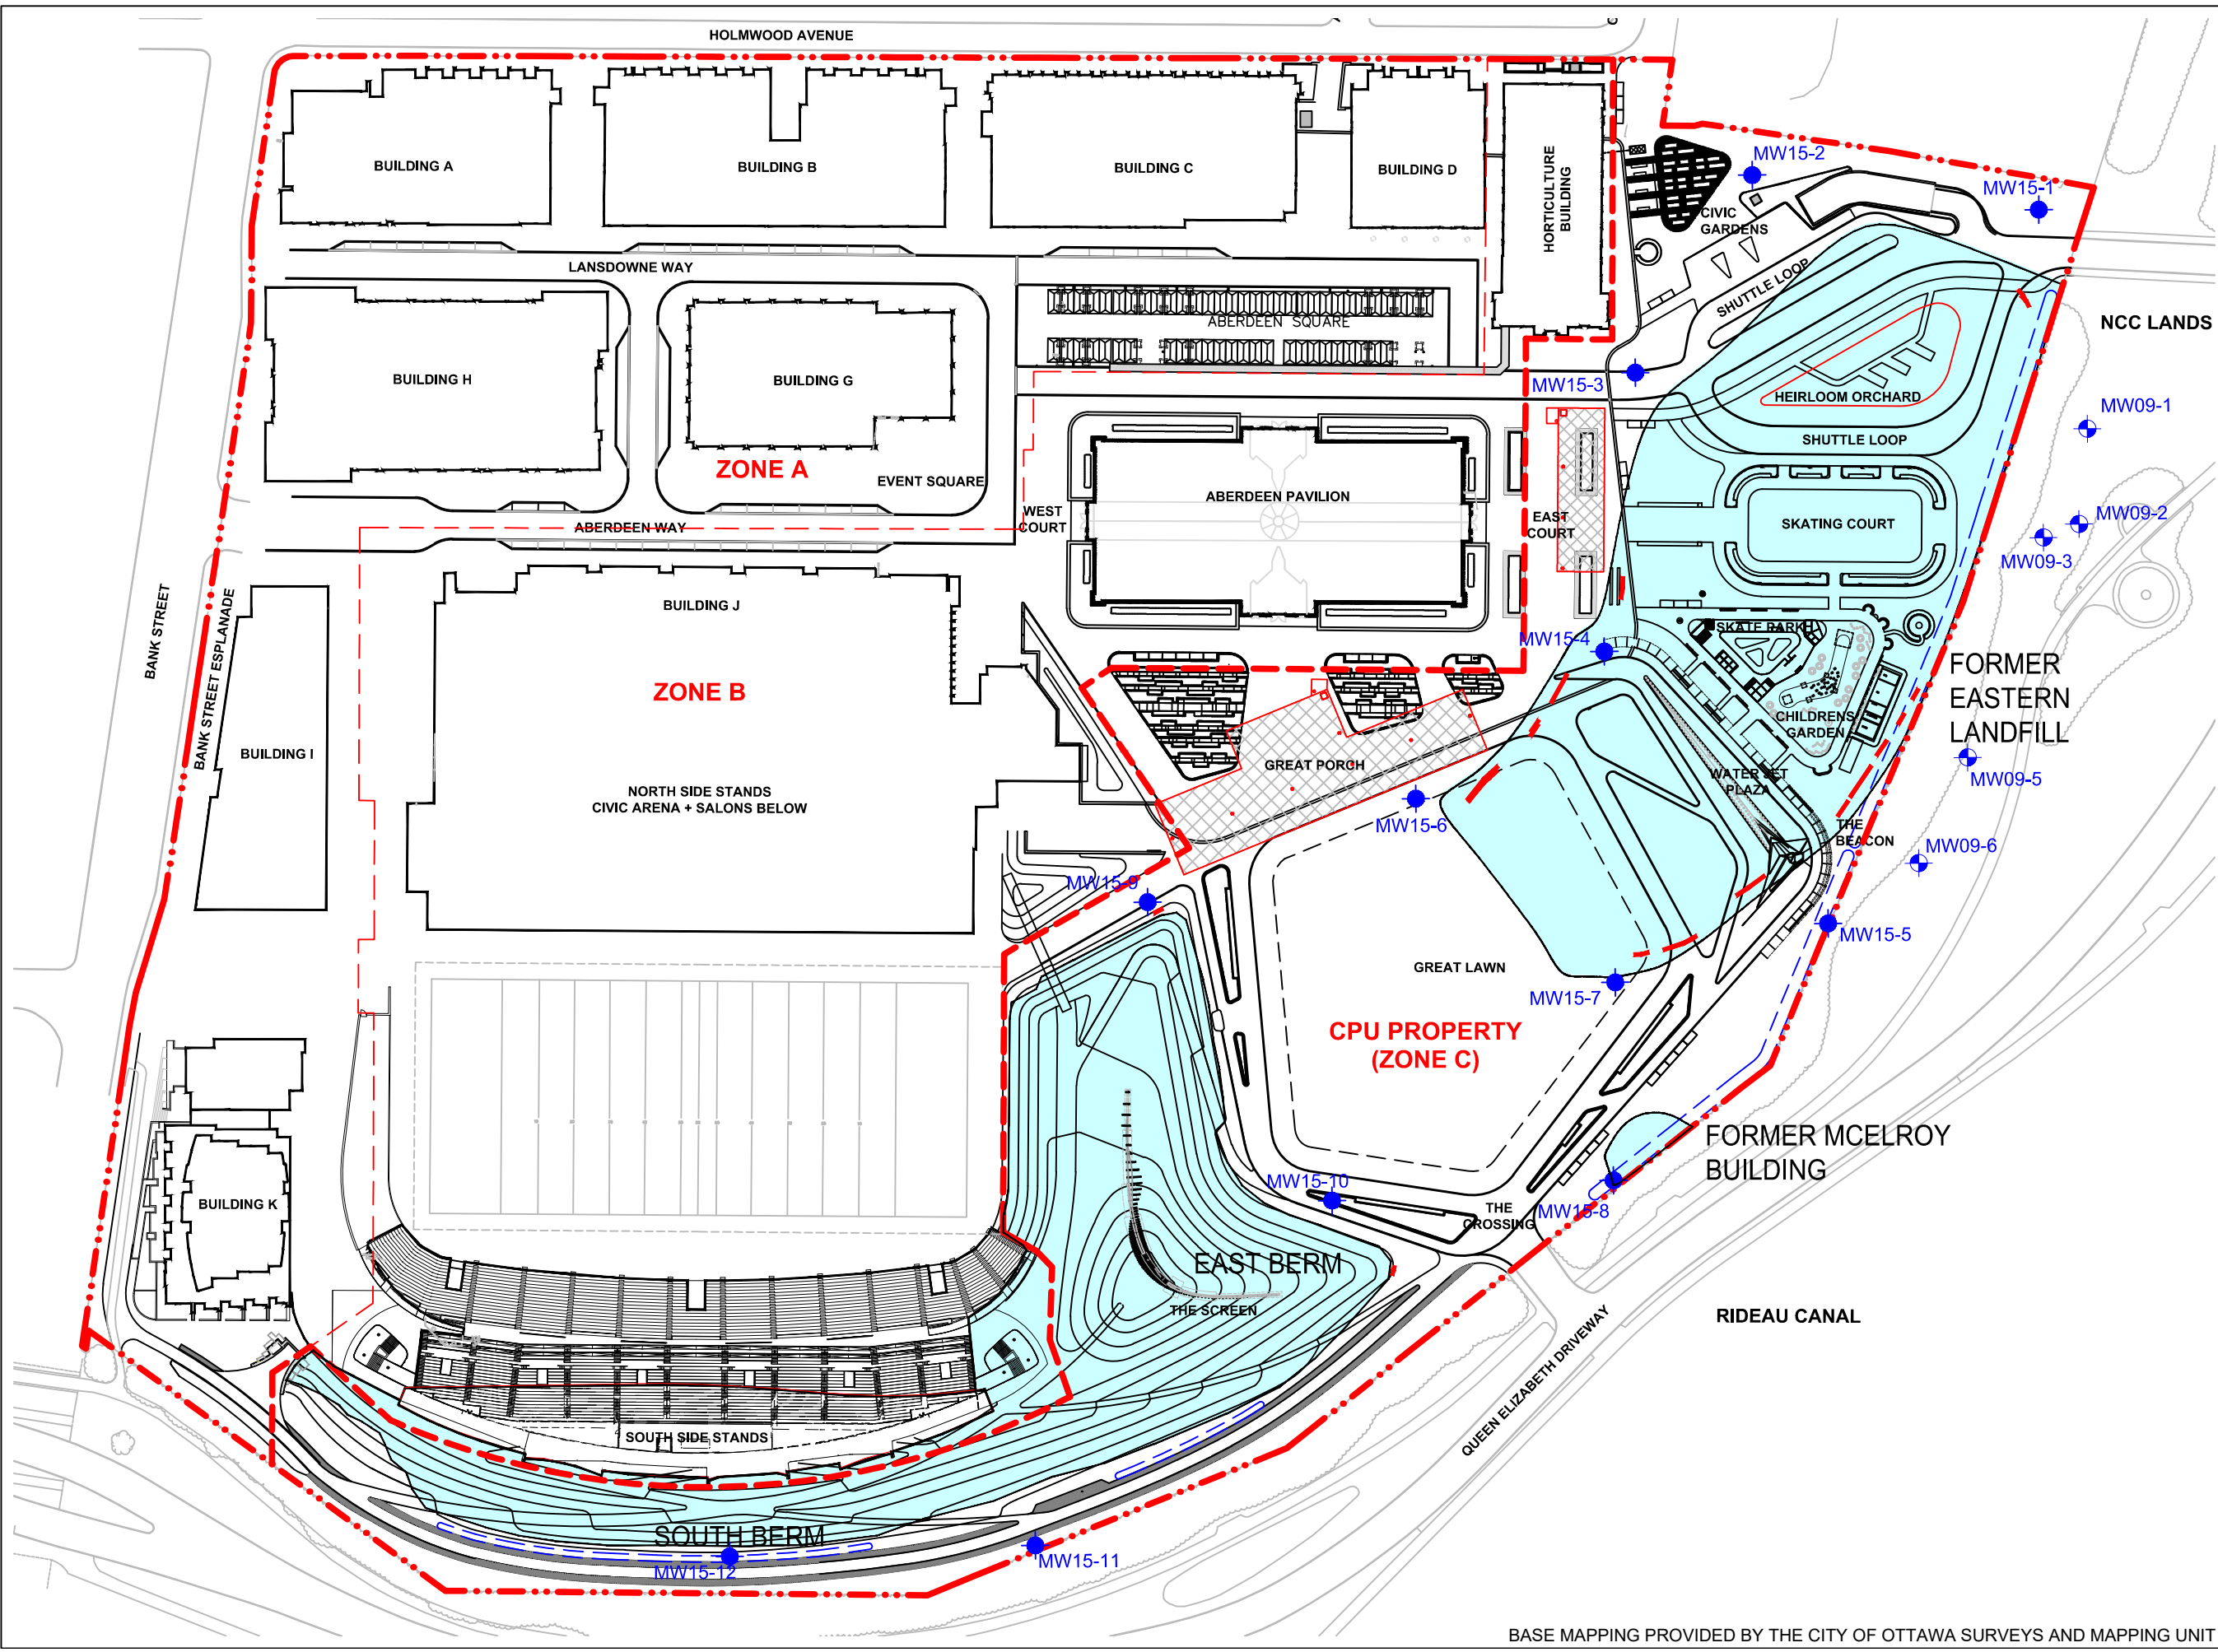 HOLMWOOD AVENUE
BUILDING A
BUILDING B
BUILDING C
BUILDING D
HORTICULTURE
BUILDING
MW15-2
MW15-1
CIVIC
GARDENS
LANSDOWNE WAY
SHUTTLE LOOP
ABERDEEN SQUARE
NCC LANDS
BUILDING H
BUILDING G
MW15-3
HEIRLOOM ORCHARD
MW09-1
SHUTTLE LOOP
ZONE A
EVENT SQUARE
ABERDEEN PAVILION
WEST
COURT
EAST
COURT
SKATING COURT
MW09-2
MW09-3
ABERDEEN WAY
BANK STREET
BANK STREET ESPLANADE
BUILDING J
SKATE PARK
MW15-4
ZONE B
FORMER
EASTERN
LANDFILL
CHILDRENS
GARDEN
BUILDING I
GREAT PORCH
WATER JET
PLAZA
MW09-5
NORTH SIDE STANDS
CIVIC ARENA + SALONS BELOW
MW15-6
THE
BEACON
MW09-6
MW15-9
MW15-5
GREAT LAWN
MW15-7
CPU PROPERTY
(ZONE C)
FORMER MCELROY
BUILDING
MW15-10
BUILDING K
THE
CROSSING
MW15-8
EAST BERM
THE SCREEN
RIDEAU CANAL
QUEEN ELIZABETH DRIVEWAY
SOUTH SIDE STANDS
SOUTH BERM
MW15-11
MW15-12
BASE MAPPING PROVIDED BY THE CITY OF OTTAWA SURVEYS AND MAPPING UNIT